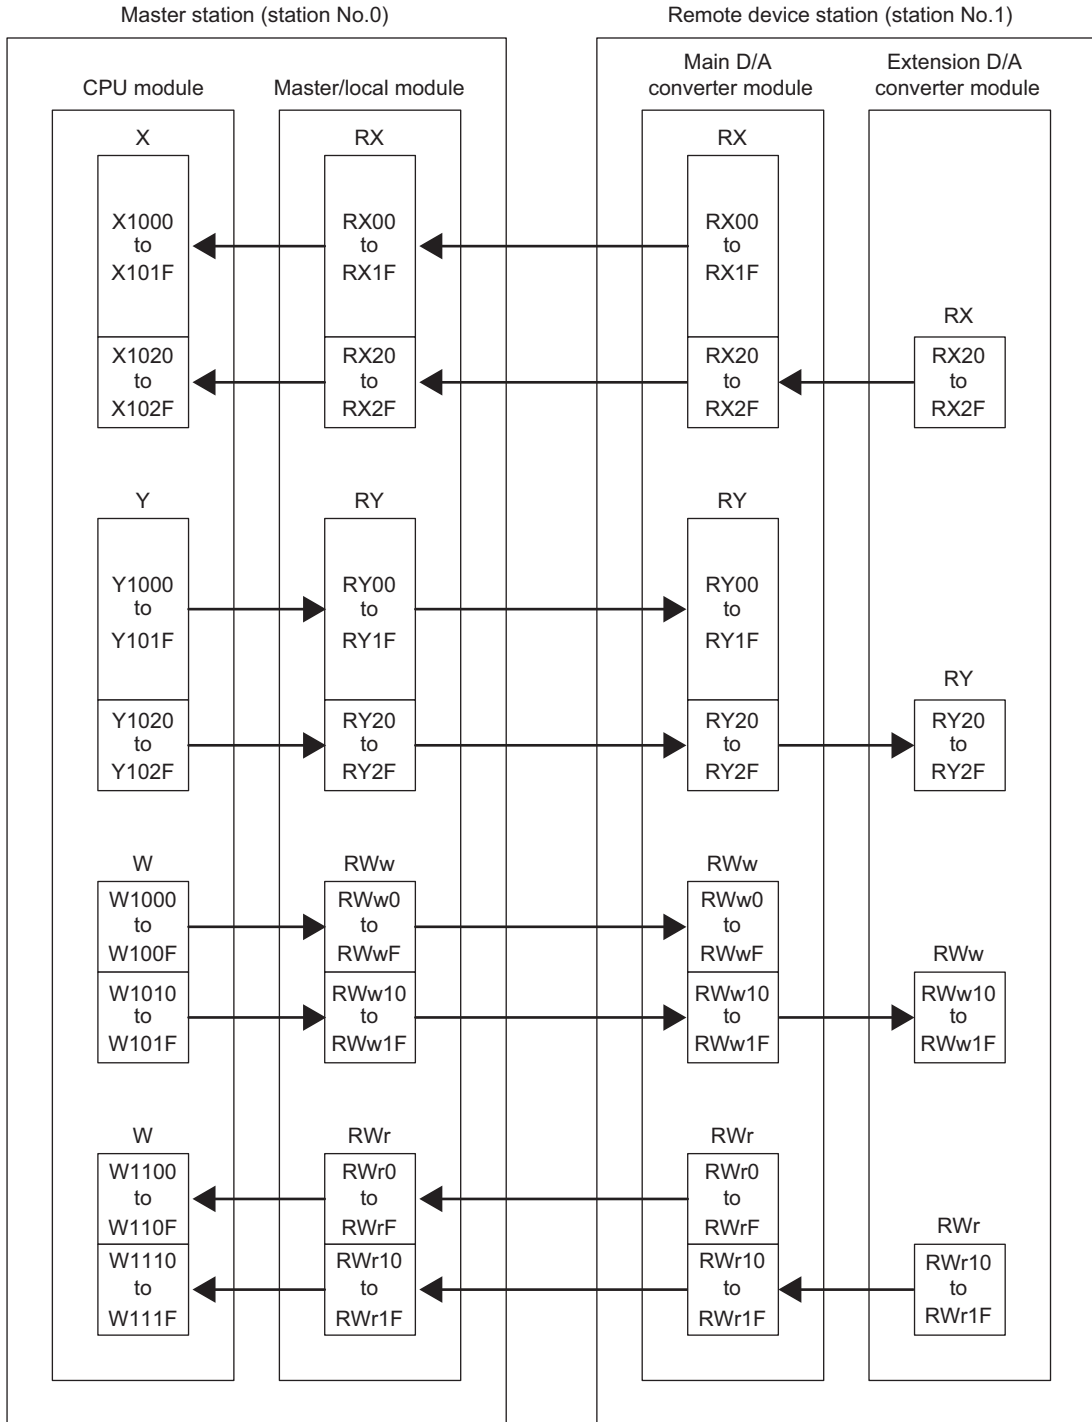 Master station (station No.0)
Remote device station (station No.1)
CPU module
Master/local module
Main D/A
converter module
Extension D/A
converter module
X
RX
RX
X1000
to
X101F
RX00
to
RX1F
RX00
to
RX1F
RX
X1020
to
X102F
RX20
to
RX2F
RX20
to
RX2F
RX20
to
RX2F
Y
RY
RY
Y1000
to
Y101F
RY00
to
RY1F
RY00
to
RY1F
RY
Y1020
to
Y102F
RY20
to
RY2F
RY20
to
RY2F
RY20
to
RY2F
W
RWw
RWw
W1000
to
W100F
RWw0
to
RWwF
RWw0
to
RWwF
RWw
W1010
to
W101F
RWw10
to
RWw1F
RWw10
to
RWw1F
RWw10
to
RWw1F
W
RWr
RWr
W1100
to
W110F
RWr0
to
RWrF
RWr0
to
RWrF
RWr
W1110
to
W111F
RWr10
to
RWr1F
RWr10
to
RWr1F
RWr10
to
RWr1F